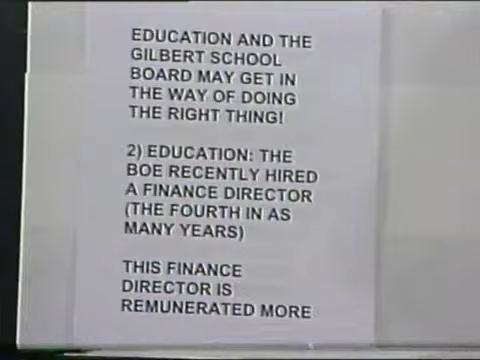 EDUCATION AND THE
GILBERT SCHOOL
BOARD MAY GET IN
THE WAY OF DOING
THE RIGHT THING!
2) EDUCATION: THE
BOE RECENTLY HIRED
A FINANCE DIRECTOR
(THE FOURTH IN AS
MANY YEARS)
THIS FINANCE
DIRECTOR IS
REMUNERATED MORE